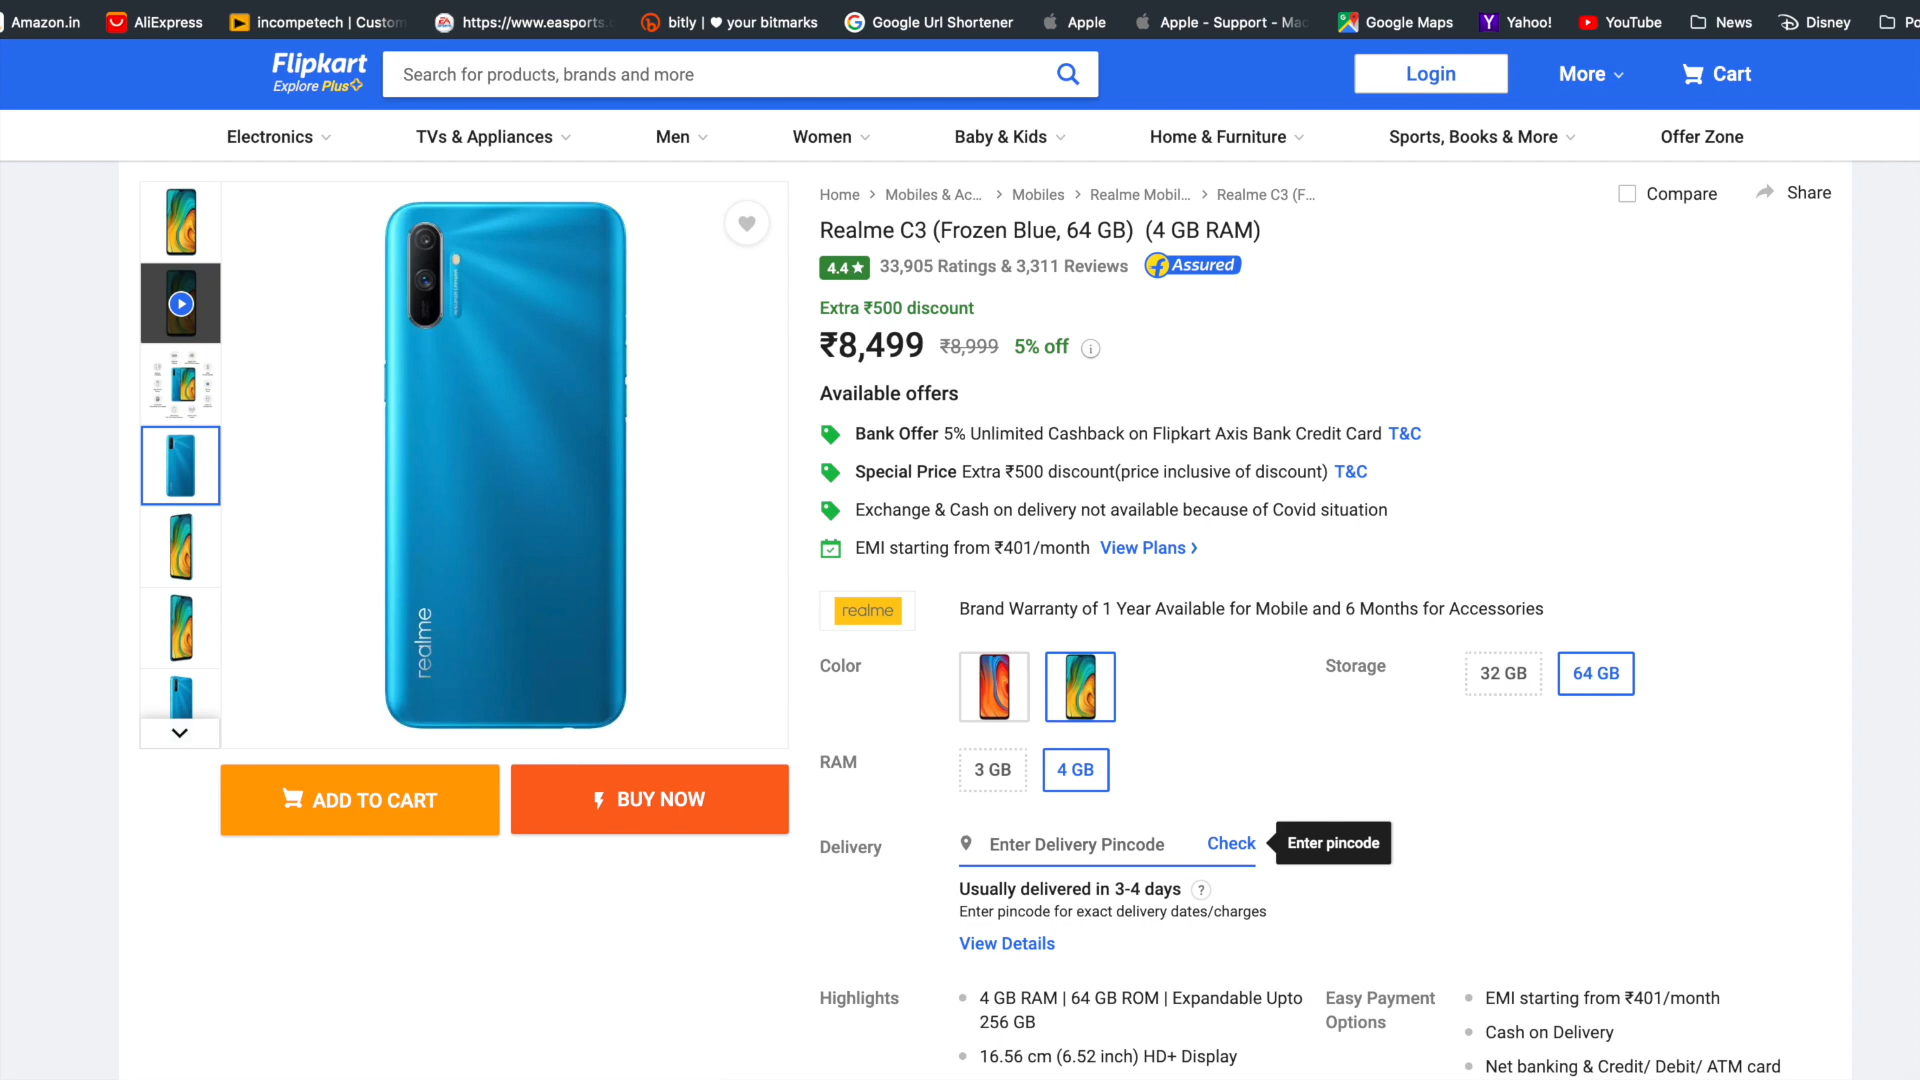 Amazon.in AliExpress incompetech | Custom https://www.easports. bitly | ♥ your bitmarks Google Url Shortener Apple Apple - Support - Mac Google Maps Yahoo! YouTube News Disney Po
Flipkart
Explore Plus
Search for products, brands and more
Login
More
Cart
Electronics TVs & Appliances Men Women Baby & Kids Home & Furniture Sports, Books & More Offer Zone
Home > Mobiles & Ac... > Mobiles > Realme Mobil... > Realme C3 (F...
Compare
Share
Realme C3 (Frozen Blue, 64 GB) (4 GB RAM)
4.4 ★ 33,905 Ratings & 3,311 Reviews Assured
Extra ₹500 discount
₹8,499 ₹8,999 5% off
Available offers
Bank Offer 5% Unlimited Cashback on Flipkart Axis Bank Credit Card T&C
Special Price Extra ₹500 discount(price inclusive of discount) T&C
Exchange & Cash on delivery not available because of Covid situation
EMI starting from ₹401/month View Plans ›
realme
realme Brand Warranty of 1 Year Available for Mobile and 6 Months for Accessories
Color
Storage 32 GB 64 GB
RAM 3 GB 4 GB
ADD TO CART
BUY NOW
Delivery Enter Delivery Pincode Check Enter pincode
Usually delivered in 3-4 days ?
Enter pincode for exact delivery dates/charges
View Details
Highlights
4 GB RAM | 64 GB ROM | Expandable Upto
256 GB
16.56 cm (6.52 inch) HD+ Display
Easy Payment
Options
EMI starting from ₹401/month
Cash on Delivery
Net banking & Credit/ Debit/ ATM card